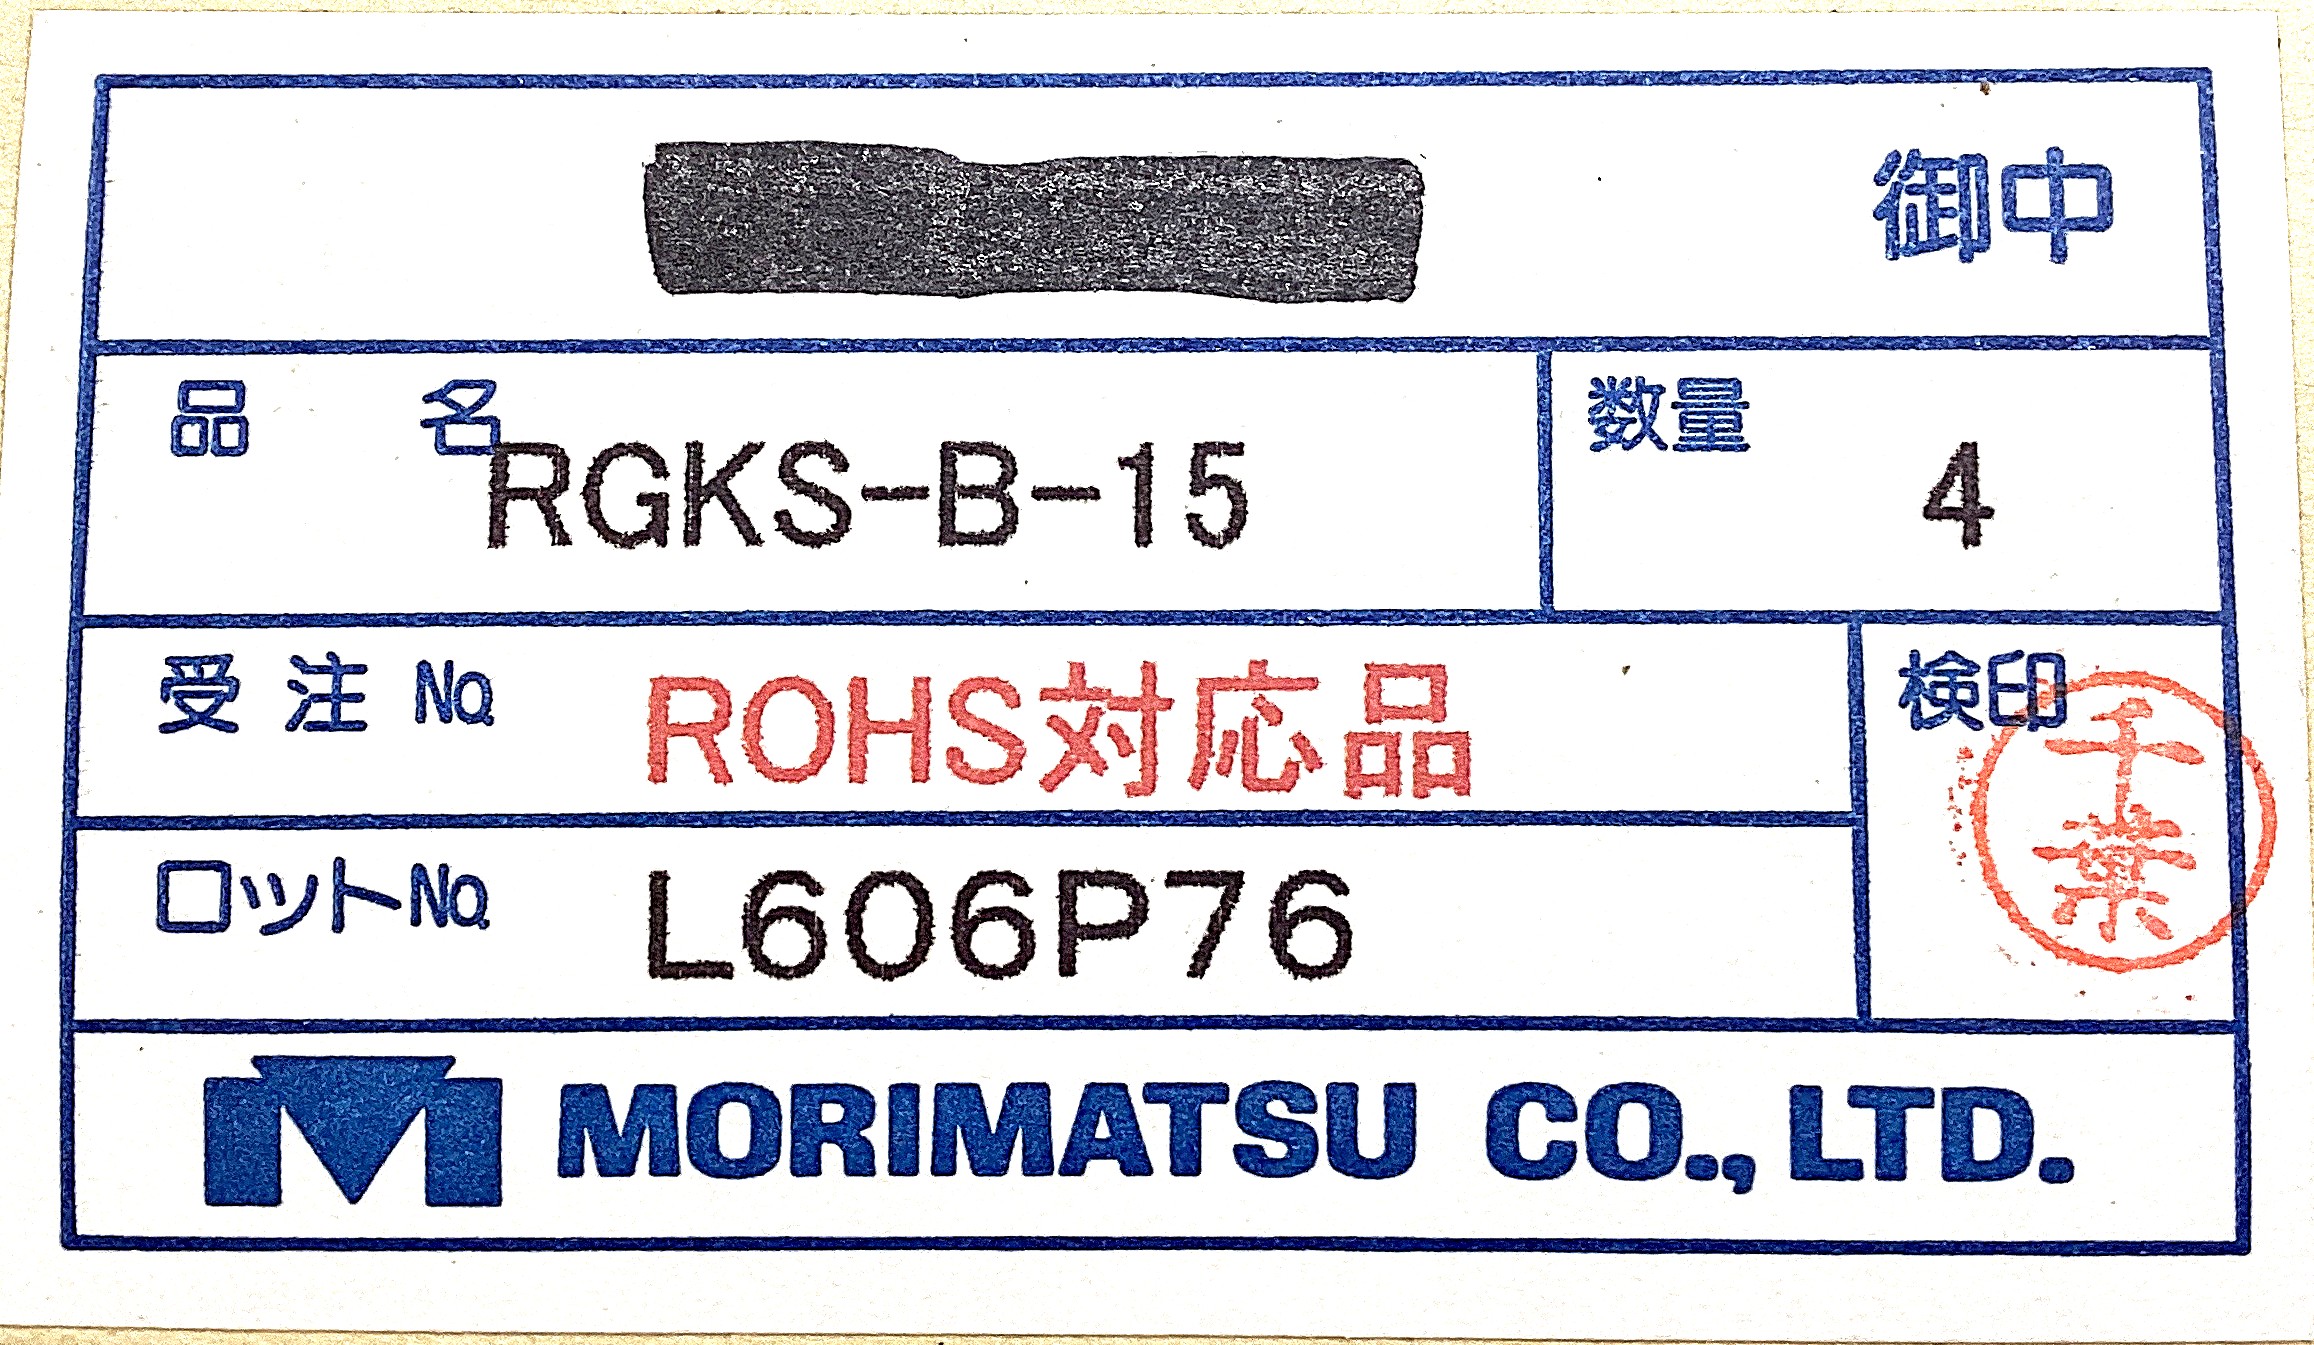 御中
品名 RGKS-B-15
数量 4
受注No. ROHS対応品
検印 千葉
ロットNo. L606P76
M MORIMATSU CO., LTD.